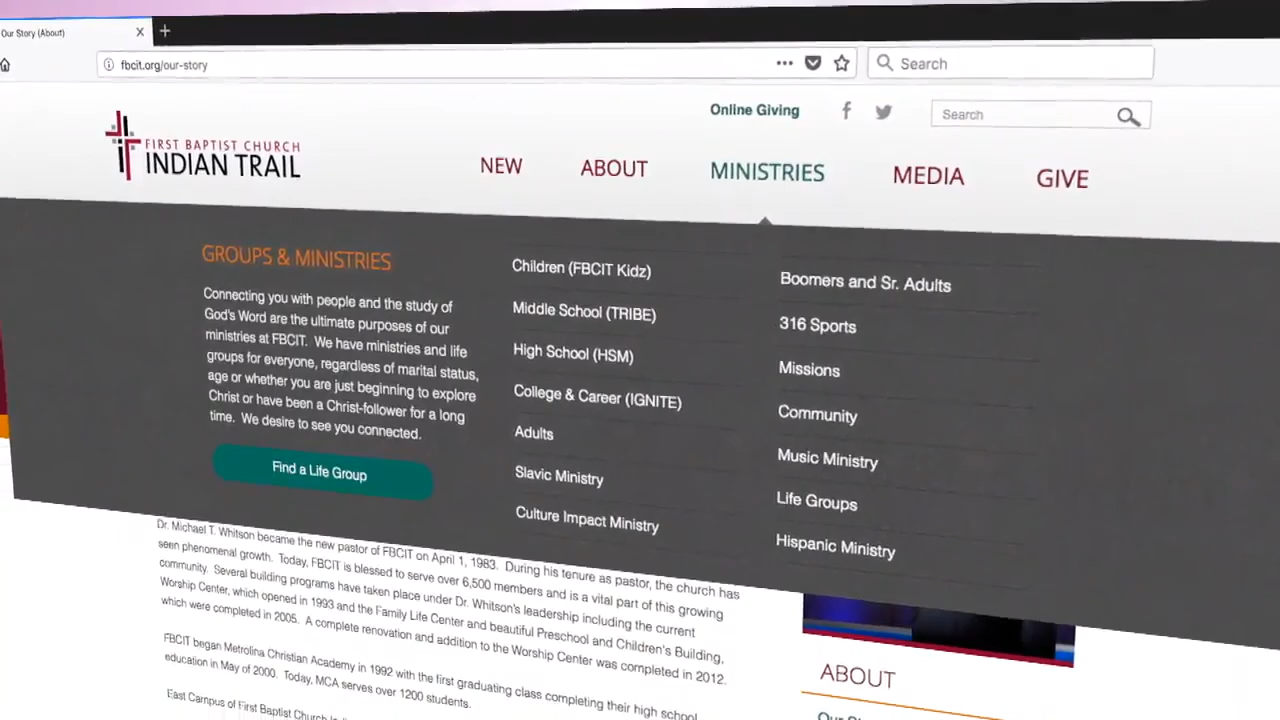 Our Story (About)
fbcit.org/our-story
Search
Online Giving
Search
FIRST BAPTIST CHURCH
INDIAN TRAIL
NEW
ABOUT
MINISTRIES
MEDIA
GIVE
GROUPS & MINISTRIES
Connecting you with people and the study of
God's Word are the ultimate purposes of our
ministries at FBCIT. We have ministries and life
groups for everyone, regardless of marital status,
age or whether you are just beginning to explore
Christ or have been a Christ-follower for a long
time. We desire to see you connected.
Find a Life Group
Children (FBCIT Kidz)
Middle School (TRIBE)
High School (HSM)
College & Career (IGNITE)
Adults
Slavic Ministry
Culture Impact Ministry
Boomers and Sr. Adults
316 Sports
Missions
Community
Music Ministry
Life Groups
Hispanic Ministry
Dr. Michael T. Whitson became the new pastor of FBCIT on April 1, 1983. During his tenure as pastor, the church has
seen phenomenal growth. Today, FBCIT is blessed to serve over 6,500 members and is a vital part of this growing
community. Several building programs have taken place under Dr. Whitson's leadership including the current
Worship Center, which opened in 1993 and the Family Life Center and beautiful Preschool and Children's Building,
which were completed in 2005. A complete renovation and addition to the Worship Center was completed in 2012.
FBCIT began Metrolina Christian Academy in 1992 with the first graduating class completing their high school
education in May of 2000. Today, MCA serves over 1200 students.
East Campus of First Baptist Church
ABOUT
Our